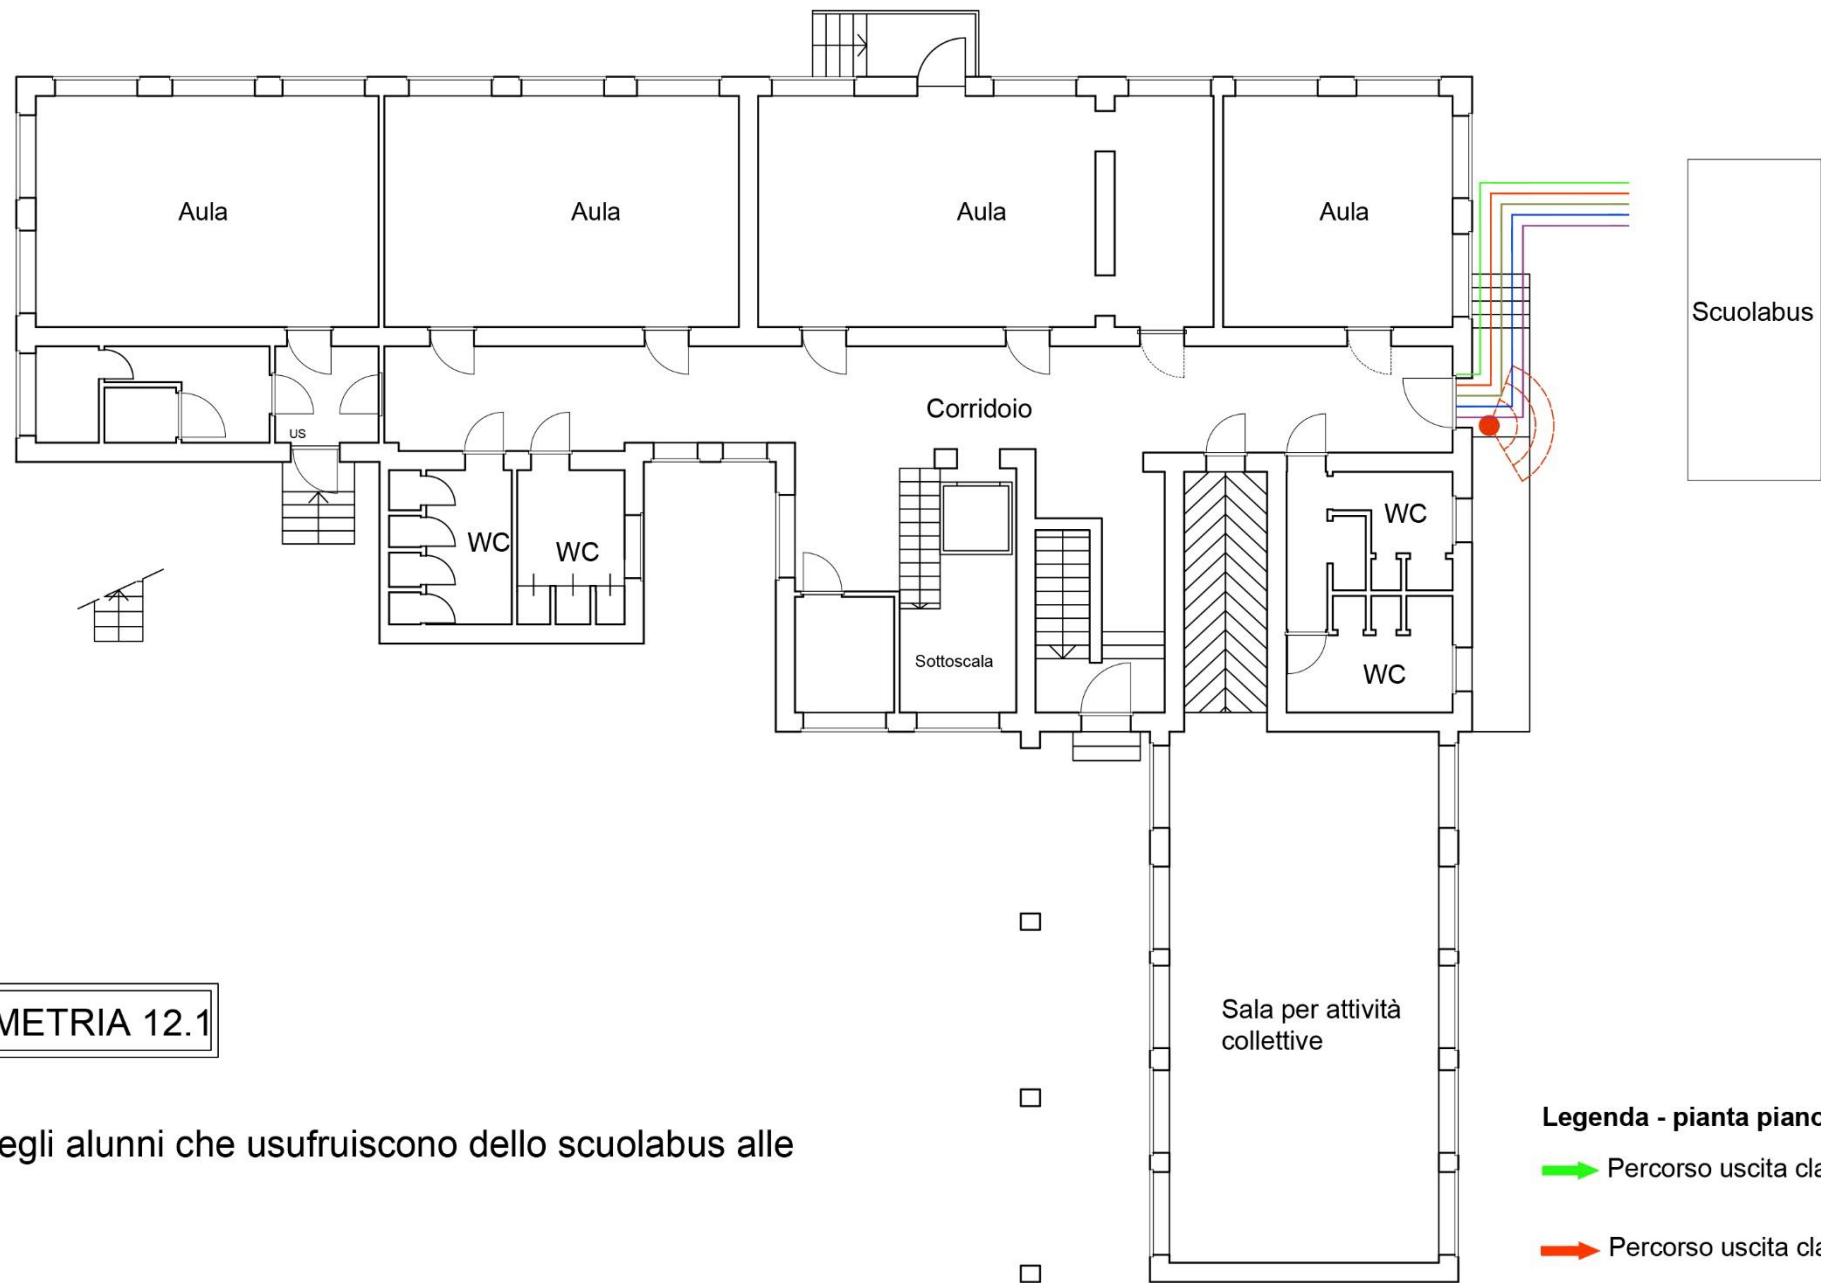 Aula
Aula
Aula
Aula
Scuolabus
Corridoio
US
WC
WC
WC
Sottoscala
WC
Sala per attività
collettive
METRIA 12.1
egli alunni che usufruiscono dello scuolabus alle
Legenda - pianta piano
Percorso uscita cla
Percorso uscita cla